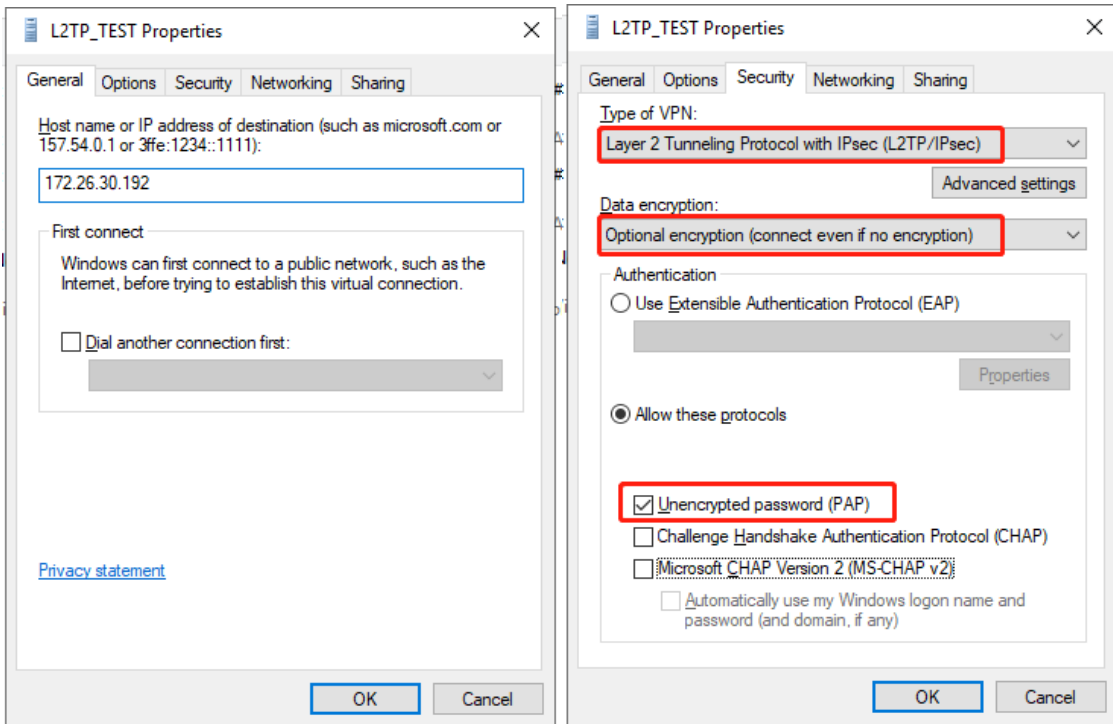 L2TP_TEST Properties
General
Options
Security
Networking
Sharing
Host name or IP address of destination (such as microsoft.com or
157.54.0.1 or 3ffe:1234::1111):
172.26.30.192
First connect
Windows can first connect to a public network, such as the
Internet, before trying to establish this virtual connection.
Dial another connection first:
Privacy statement
OK
Cancel
L2TP_TEST Properties
General
Options
Security
Networking
Sharing
Type of VPN:
Layer 2 Tunneling Protocol with IPsec (L2TP/IPsec)
Advanced settings
Data encryption:
Optional encryption (connect even if no encryption)
Authentication
Use Extensible Authentication Protocol (EAP)
Properties
Allow these protocols
Unencrypted password (PAP)
Challenge Handshake Authentication Protocol (CHAP)
Microsoft CHAP Version 2 (MS-CHAP v2)
Automatically use my Windows logon name and
password (and domain, if any)
OK
Cancel